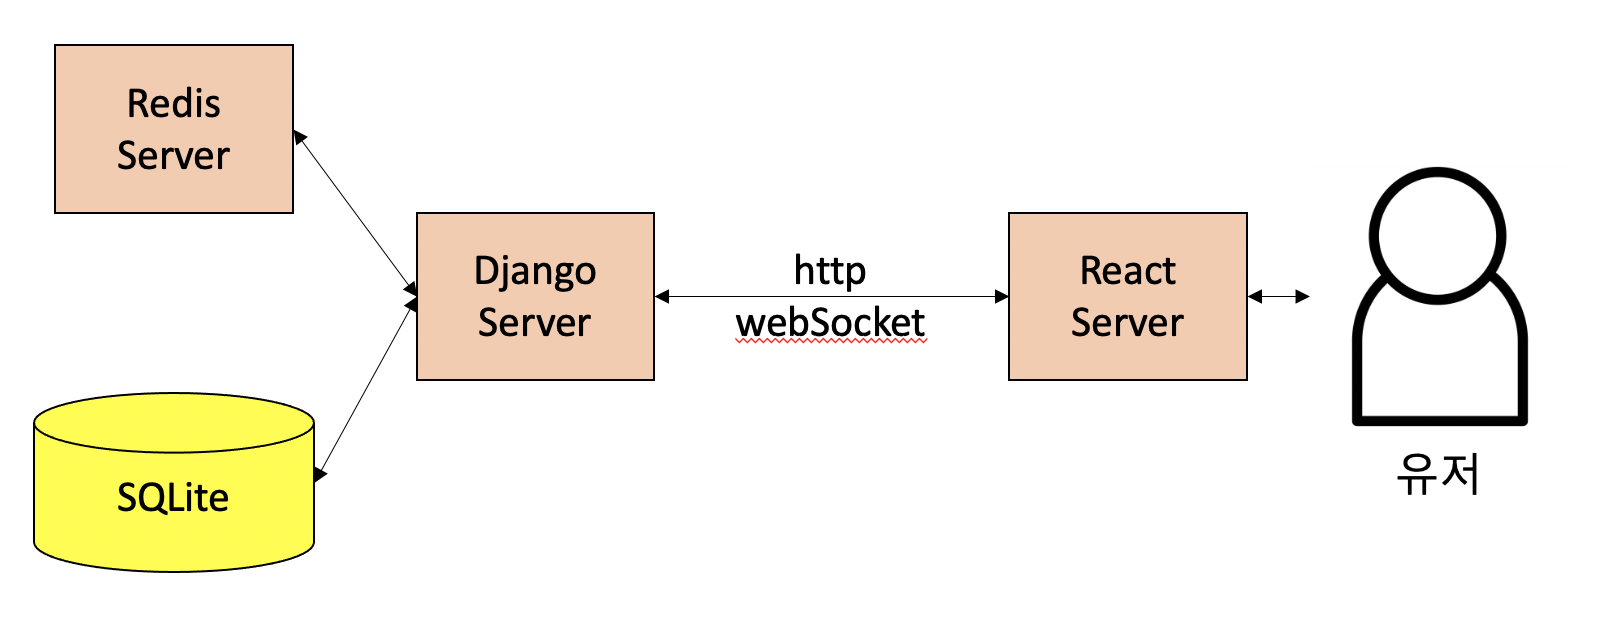 Redis
Server
Django
Server
http
webSocket
React
Server
SQLite
유저